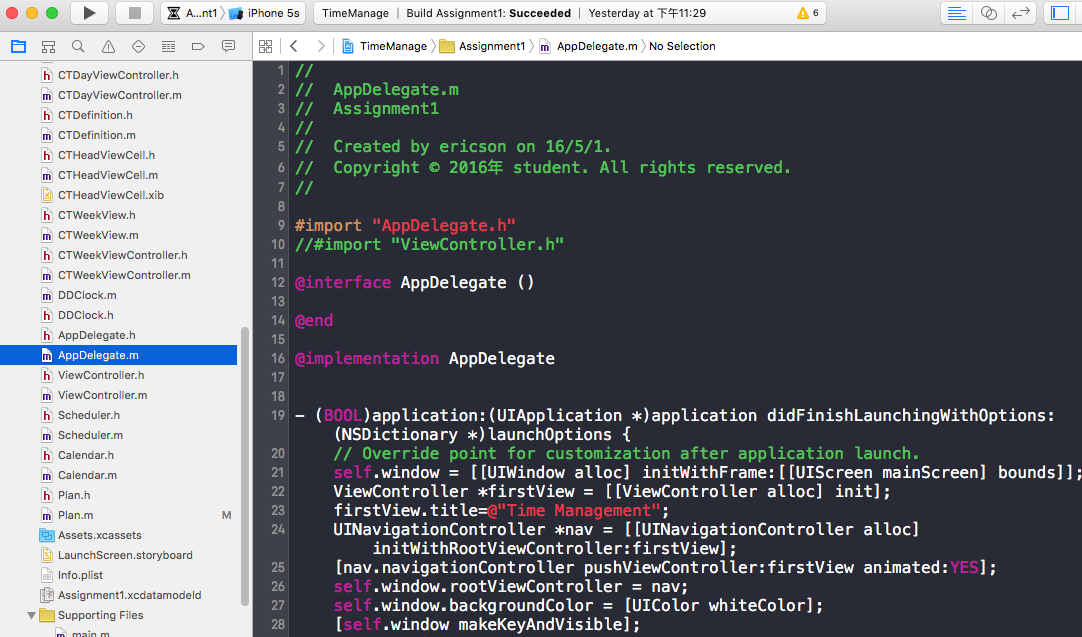 A...nt1 〉 iPhone 5s
TimeManage | Build Assignment1: Succeeded | Yesterday at 下午11:29
6
TimeManage 〉 Assignment1 〉 m AppDelegate.m 〉 No Selection
h CTDayViewController.h
m CTDayViewController.m
h CTDefinition.h
m CTDefinition.m
h CTHeadViewCell.h
m CTHeadViewCell.m
CTHeadViewCell.xib
h CTWeekView.h
m CTWeekView.m
h CTWeekViewController.h
m CTWeekViewController.m
m DDClock.m
h DDClock.h
h AppDelegate.h
m AppDelegate.m
h ViewController.h
m ViewController.m
h Scheduler.h
m Scheduler.m
h Calendar.h
m Calendar.m
h Plan.h
m Plan.m M
Assets.xcassets
LaunchScreen.storyboard
Info.plist
Assignment1.xcdatamodeld
Supporting Files
m main.m
1 //
2 // AppDelegate.m
3 // Assignment1
4 //
5 // Created by ericson on 16/5/1.
6 // Copyright © 2016年 student. All rights reserved.
7 //
8
9 #import "AppDelegate.h"
10 //#import "ViewController.h"
11
12 @interface AppDelegate ()
13
14 @end
15
16 @implementation AppDelegate
17
18
19 - (BOOL)application:(UIApplication *)application didFinishLaunchingWithOptions:
(NSDictionary *)launchOptions {
20 // Override point for customization after application launch.
21 self.window = [[UIWindow alloc] initWithFrame:[[UIScreen mainScreen] bounds]];
22 ViewController *firstView = [[ViewController alloc] init];
23 firstView.title=@"Time Management";
24 UINavigationController *nav = [[UINavigationController alloc]
initWithRootViewController:firstView];
25 [nav.navigationController pushViewController:firstView animated:YES];
26 self.window.rootViewController = nav;
27 self.window.backgroundColor = [UIColor whiteColor];
28 [self.window makeKeyAndVisible];